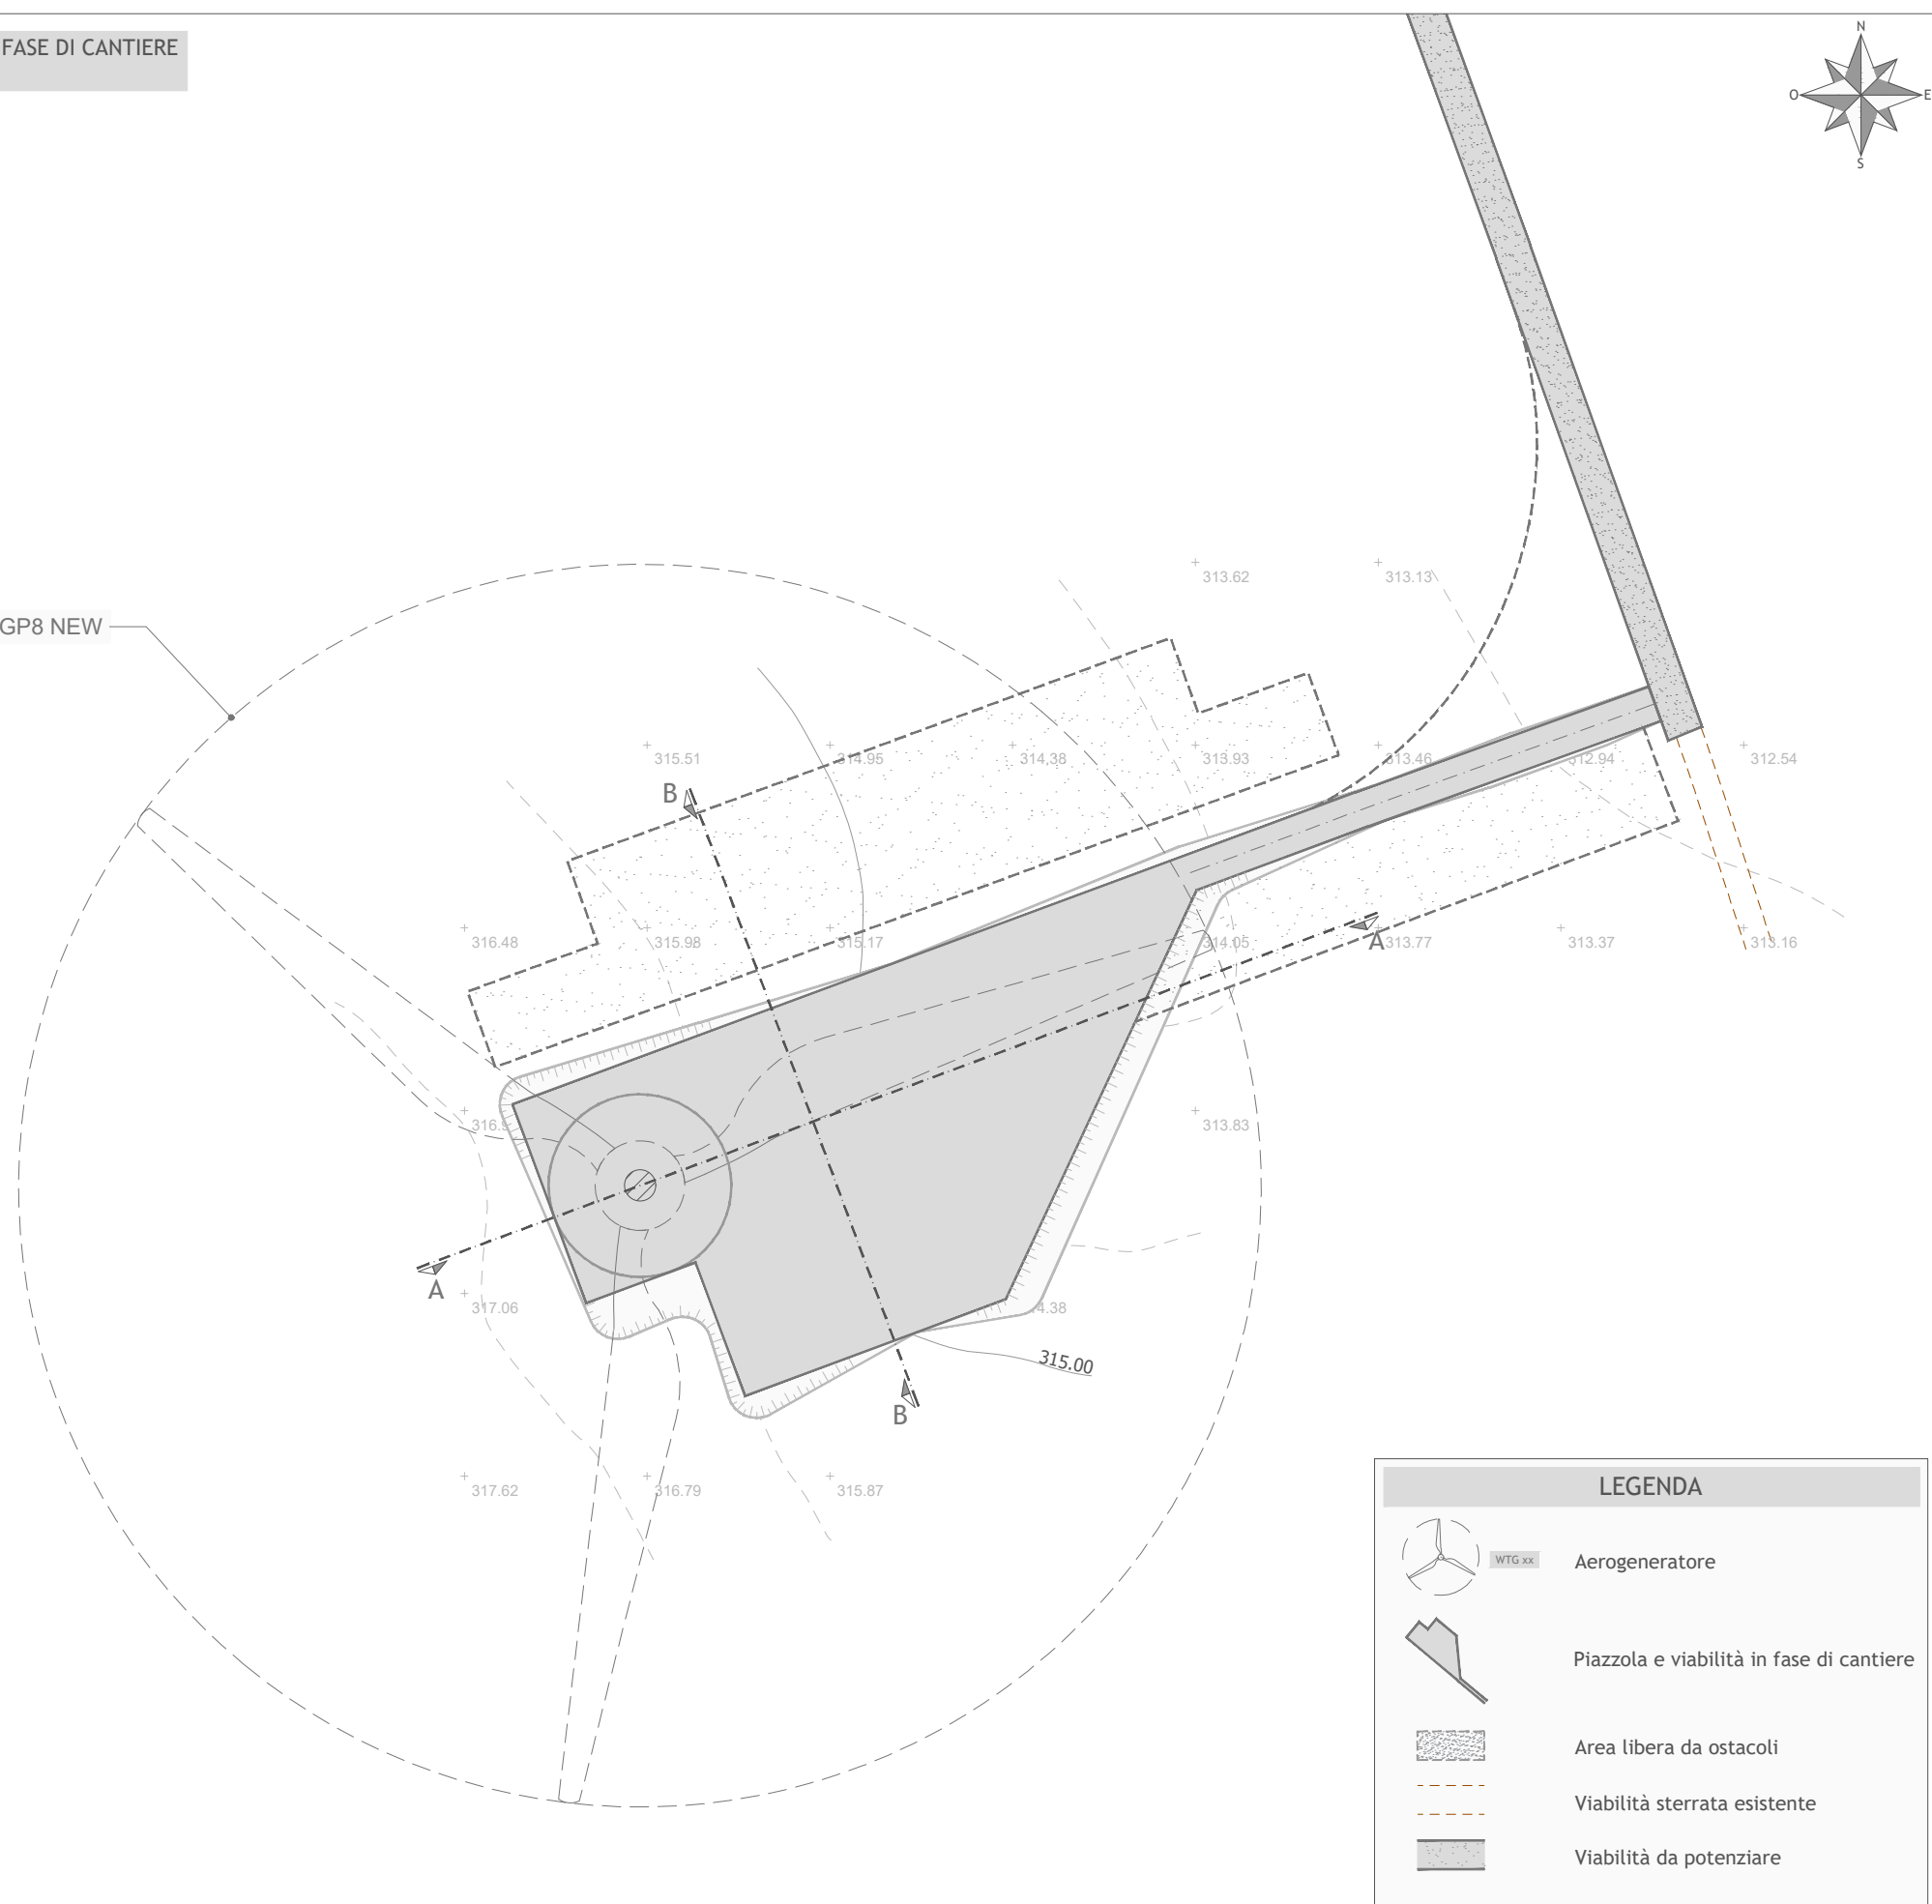 FASE DI CANTIERE
N
O
E
S
313.62
313.13
GP8 NEW
315.51
314.95
314.38
313.93
313.46
312.94
312.54
B
316.48
315.98
315.17
314.05
A
313.77
313.37
313.16
313.83
A
317.06
315.00
B
317.62
316.79
315.87
LEGENDA
WTG xx
Aerogeneratore
Piazzola e viabilità in fase di cantiere
Area libera da ostacoli
Viabilità sterrata esistente
Viabilità da potenziare